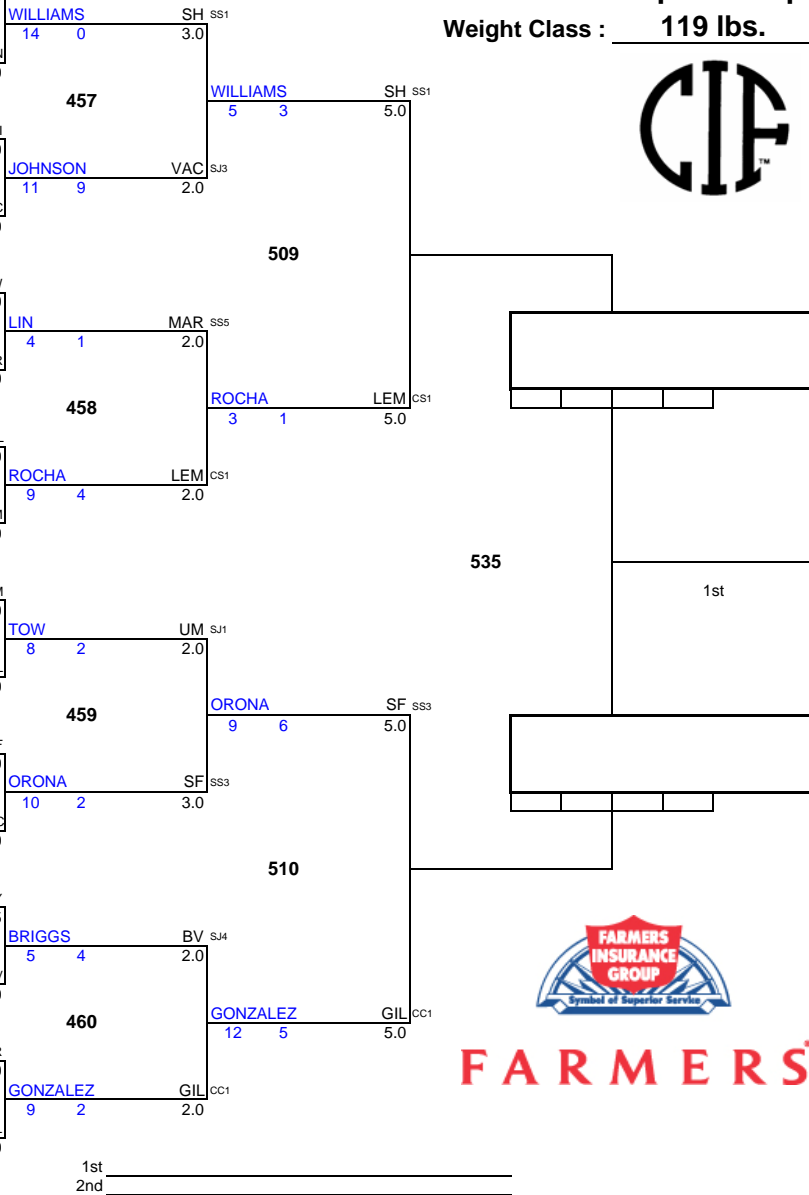 WILLIAMS SH SS1
14 0 3.0
Weight Class : 119 lbs.
CIF
TM
457
WILLIAMS SH SS1
5 3 5.0
JOHNSON VAC SJ3
11 9 2.0
509
LIN MAR SS5
4 1 2.0
458
ROCHA LEM CS1
3 1 5.0
ROCHA LEM CS1
9 4 2.0
535
1st
TOW UM SJ1
8 2 2.0
459
ORONA SF SS3
9 6 5.0
ORONA SF SS3
10 2 3.0
510
BRIGGS BV SJ4
5 4 2.0
460
GONZALEZ GIL CC1
12 5 5.0
GONZALEZ GIL CC1
9 2 2.0
FARMERS
INSURANCE
GROUP
Symbol of Superior Service
FARMERS
1st
2nd